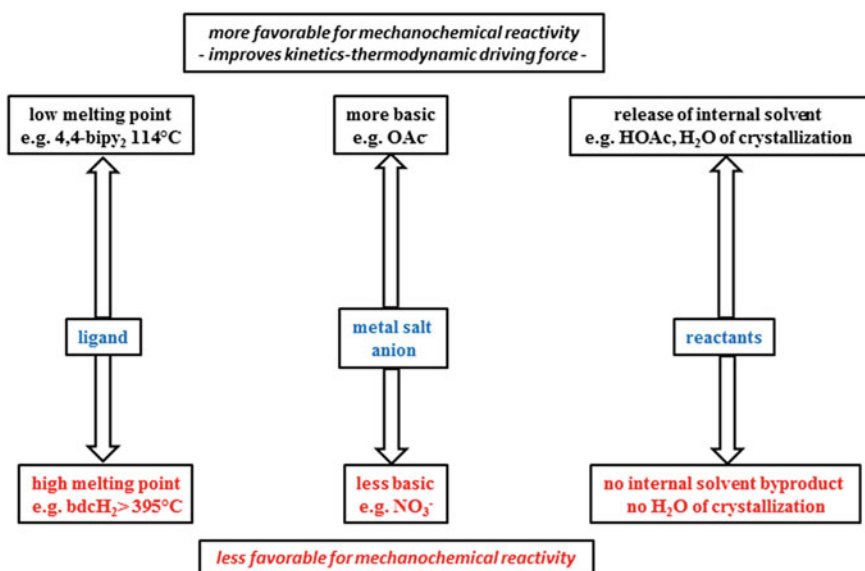 more favorable for mechanochemical reactivity
- improves kinetics-thermodynamic driving force -
low melting point
e.g. 4,4-bipy₂ 114°C
more basic
e.g. OAc⁻
release of internal solvent
e.g. HOAc, H₂O of crystallization
ligand
metal salt
anion
reactants
high melting point
e.g. bdcH₂> 395°C
less basic
e.g. NO₃⁻
no internal solvent byproduct
no H₂O of crystallization
less favorable for mechanochemical reactivity